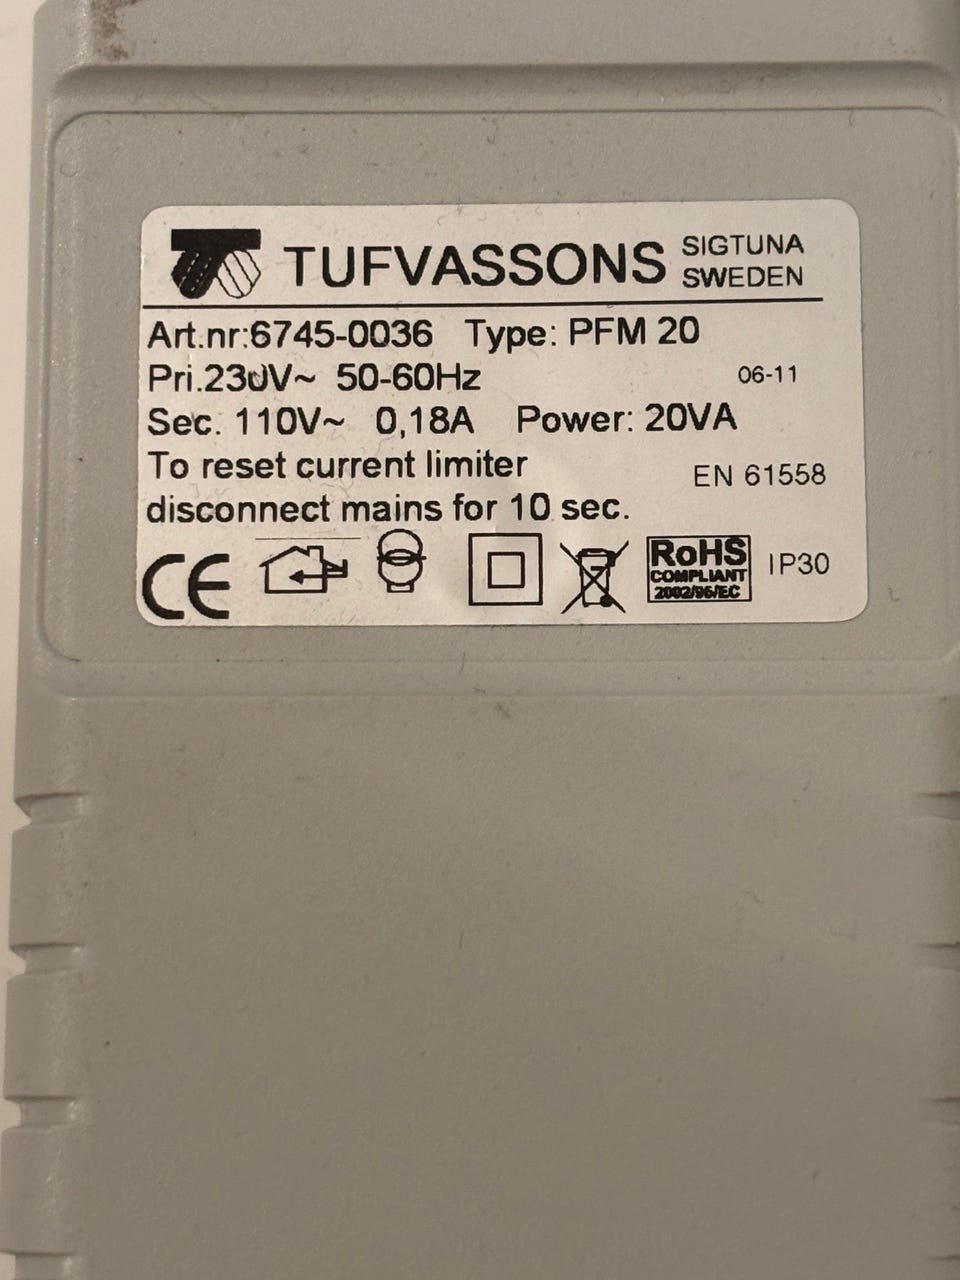 TUFVASSONS SIGTUNA
SWEDEN
Art.nr:6745-0036 Type: PFM 20
Pri.230V~ 50-60Hz 06-11
Sec. 110V~ 0,18A Power: 20VA
To reset current limiter
disconnect mains for 10 sec.
EN 61558
CE
RoHS
COMPLIANT
2002/95/EC
IP30